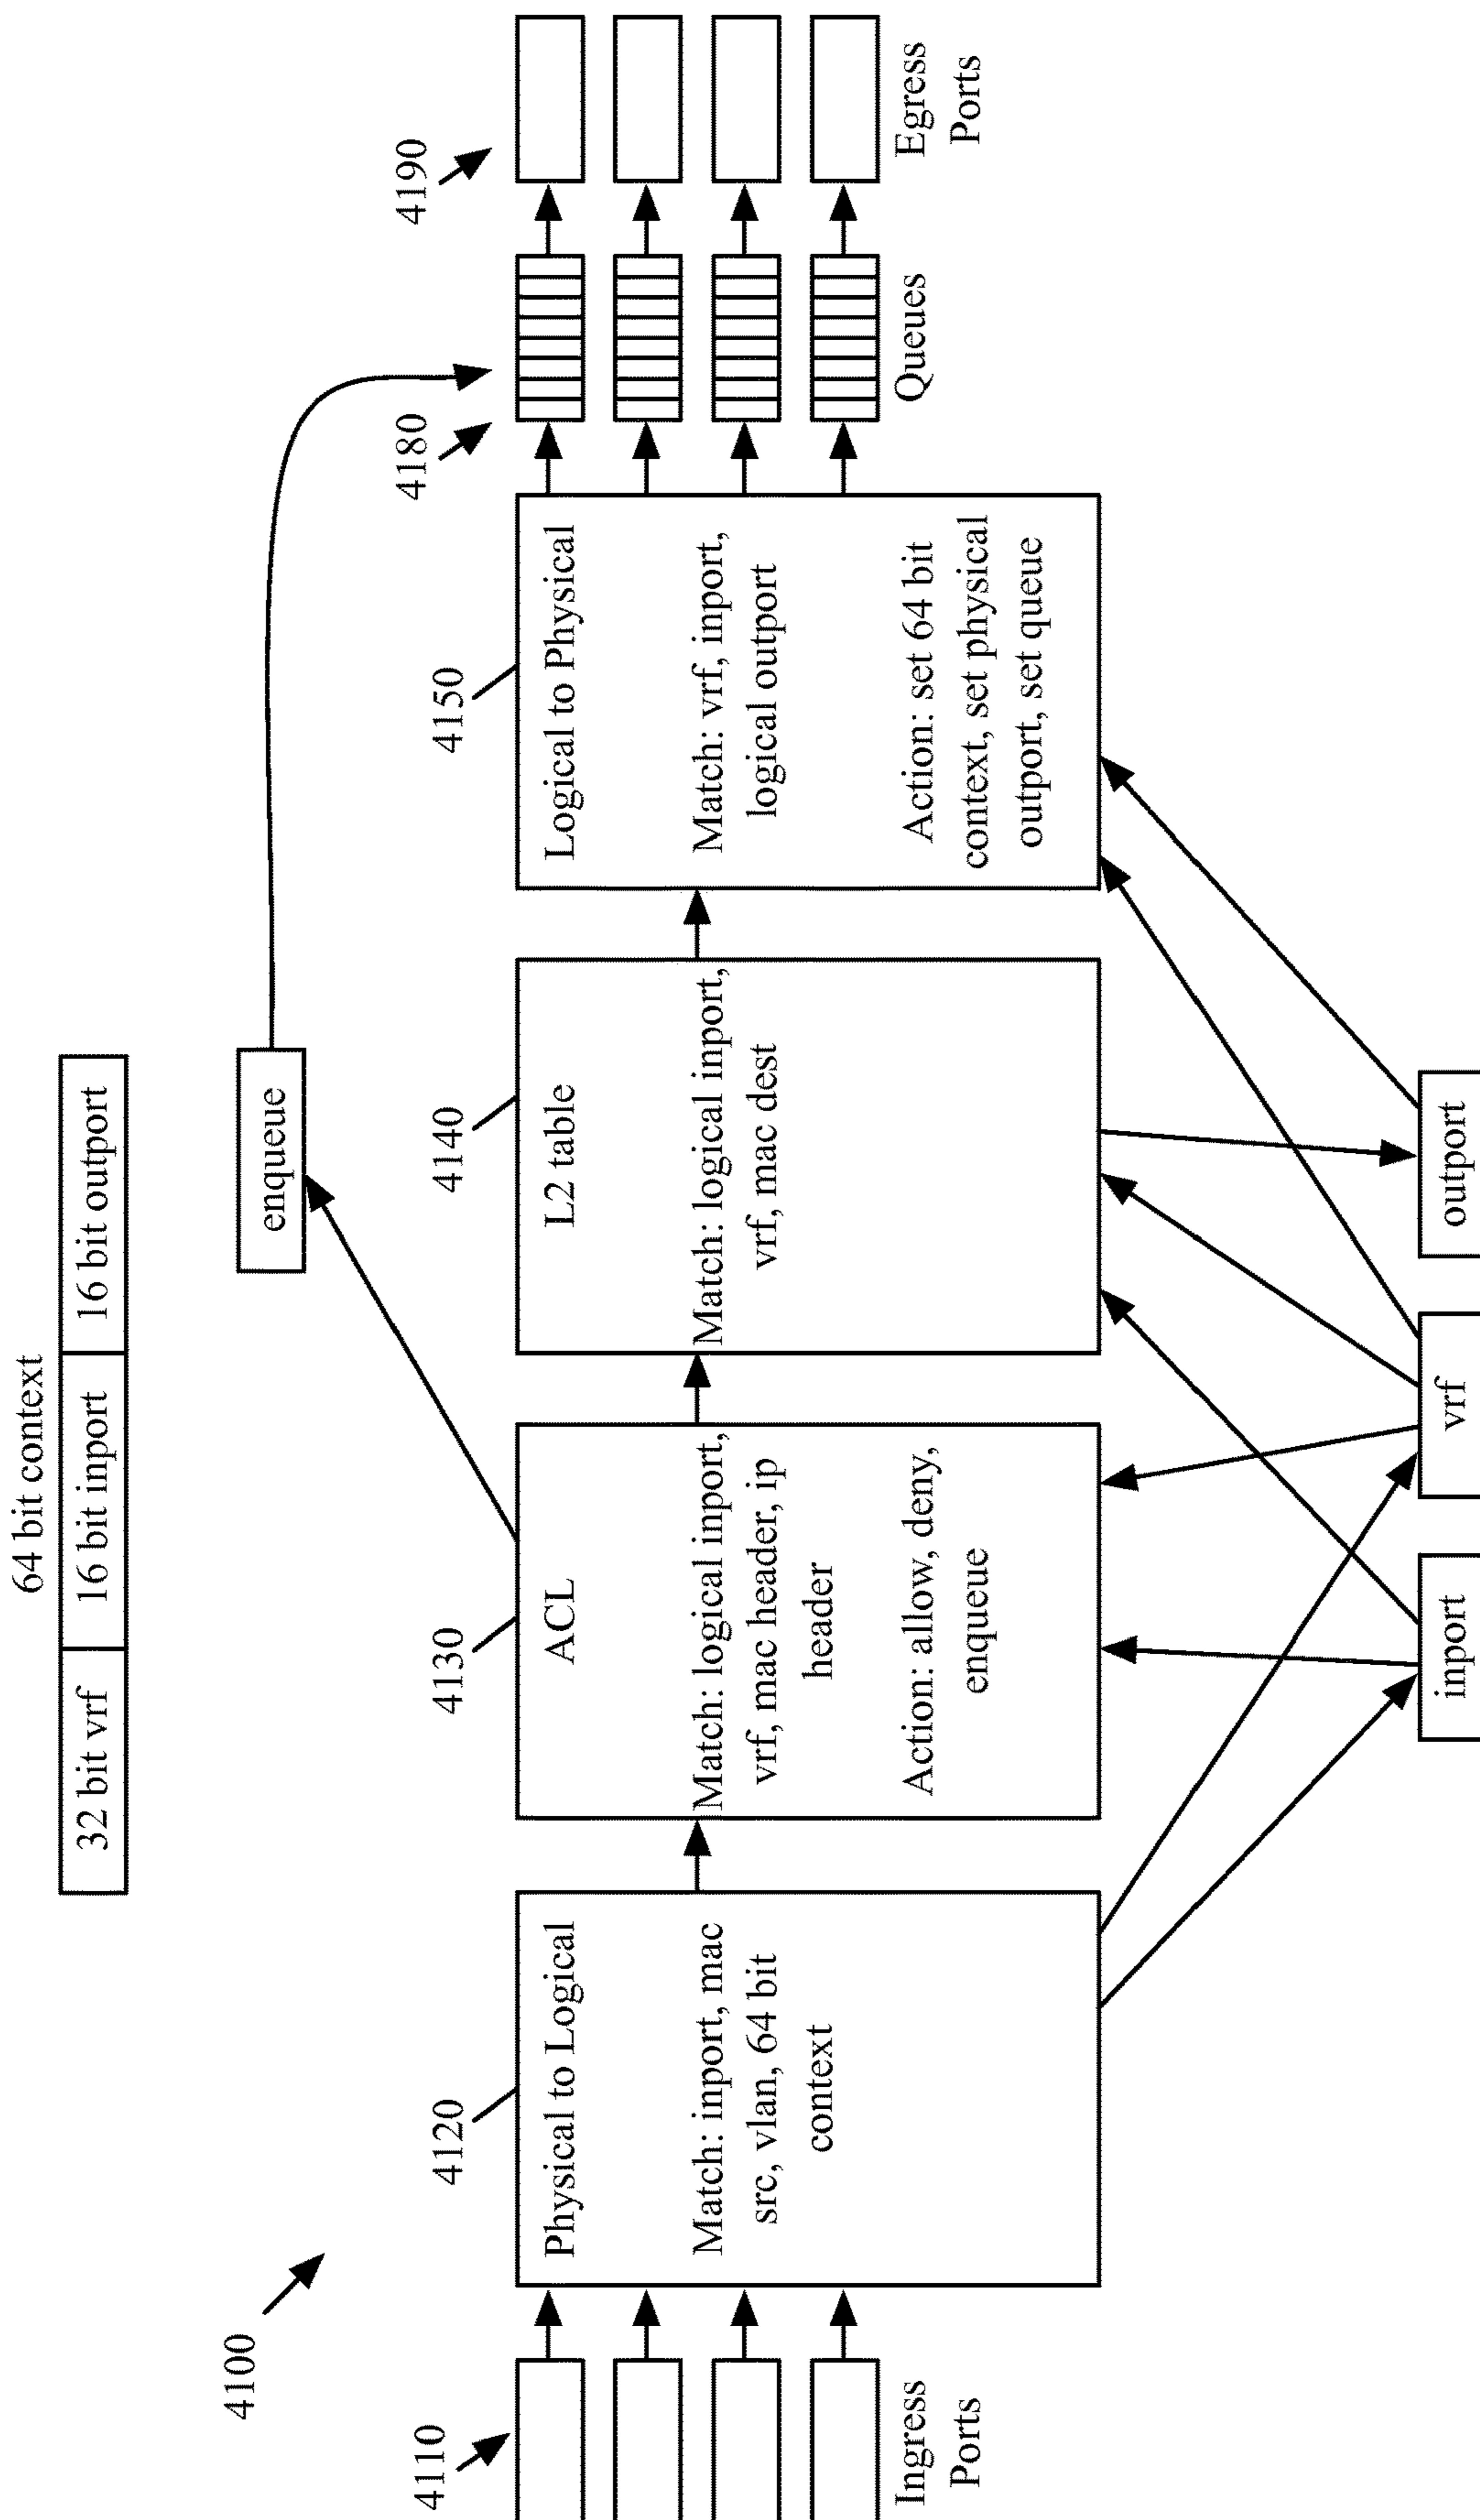 64 bit context
32 bit vrf
16 bit inport
16 bit outport
4100
enqueue
4110
4120
4130
4140
4150
4180
4190
Ingress
Ports
Physical to Logical
Match: inport, mac
src, vlan, 64 bit
context
ACL
Match: logical inport,
vrf, mac header, ip
header
Action: allow, deny,
enqueue
L2 table
Match: logical inport,
vrf, mac dest
Logical to Physical
Match: vrf, inport,
logical outport
Action: set 64 bit
context, set physical
outport, set queue
Queues
Egress
Ports
inport
vrf
outport